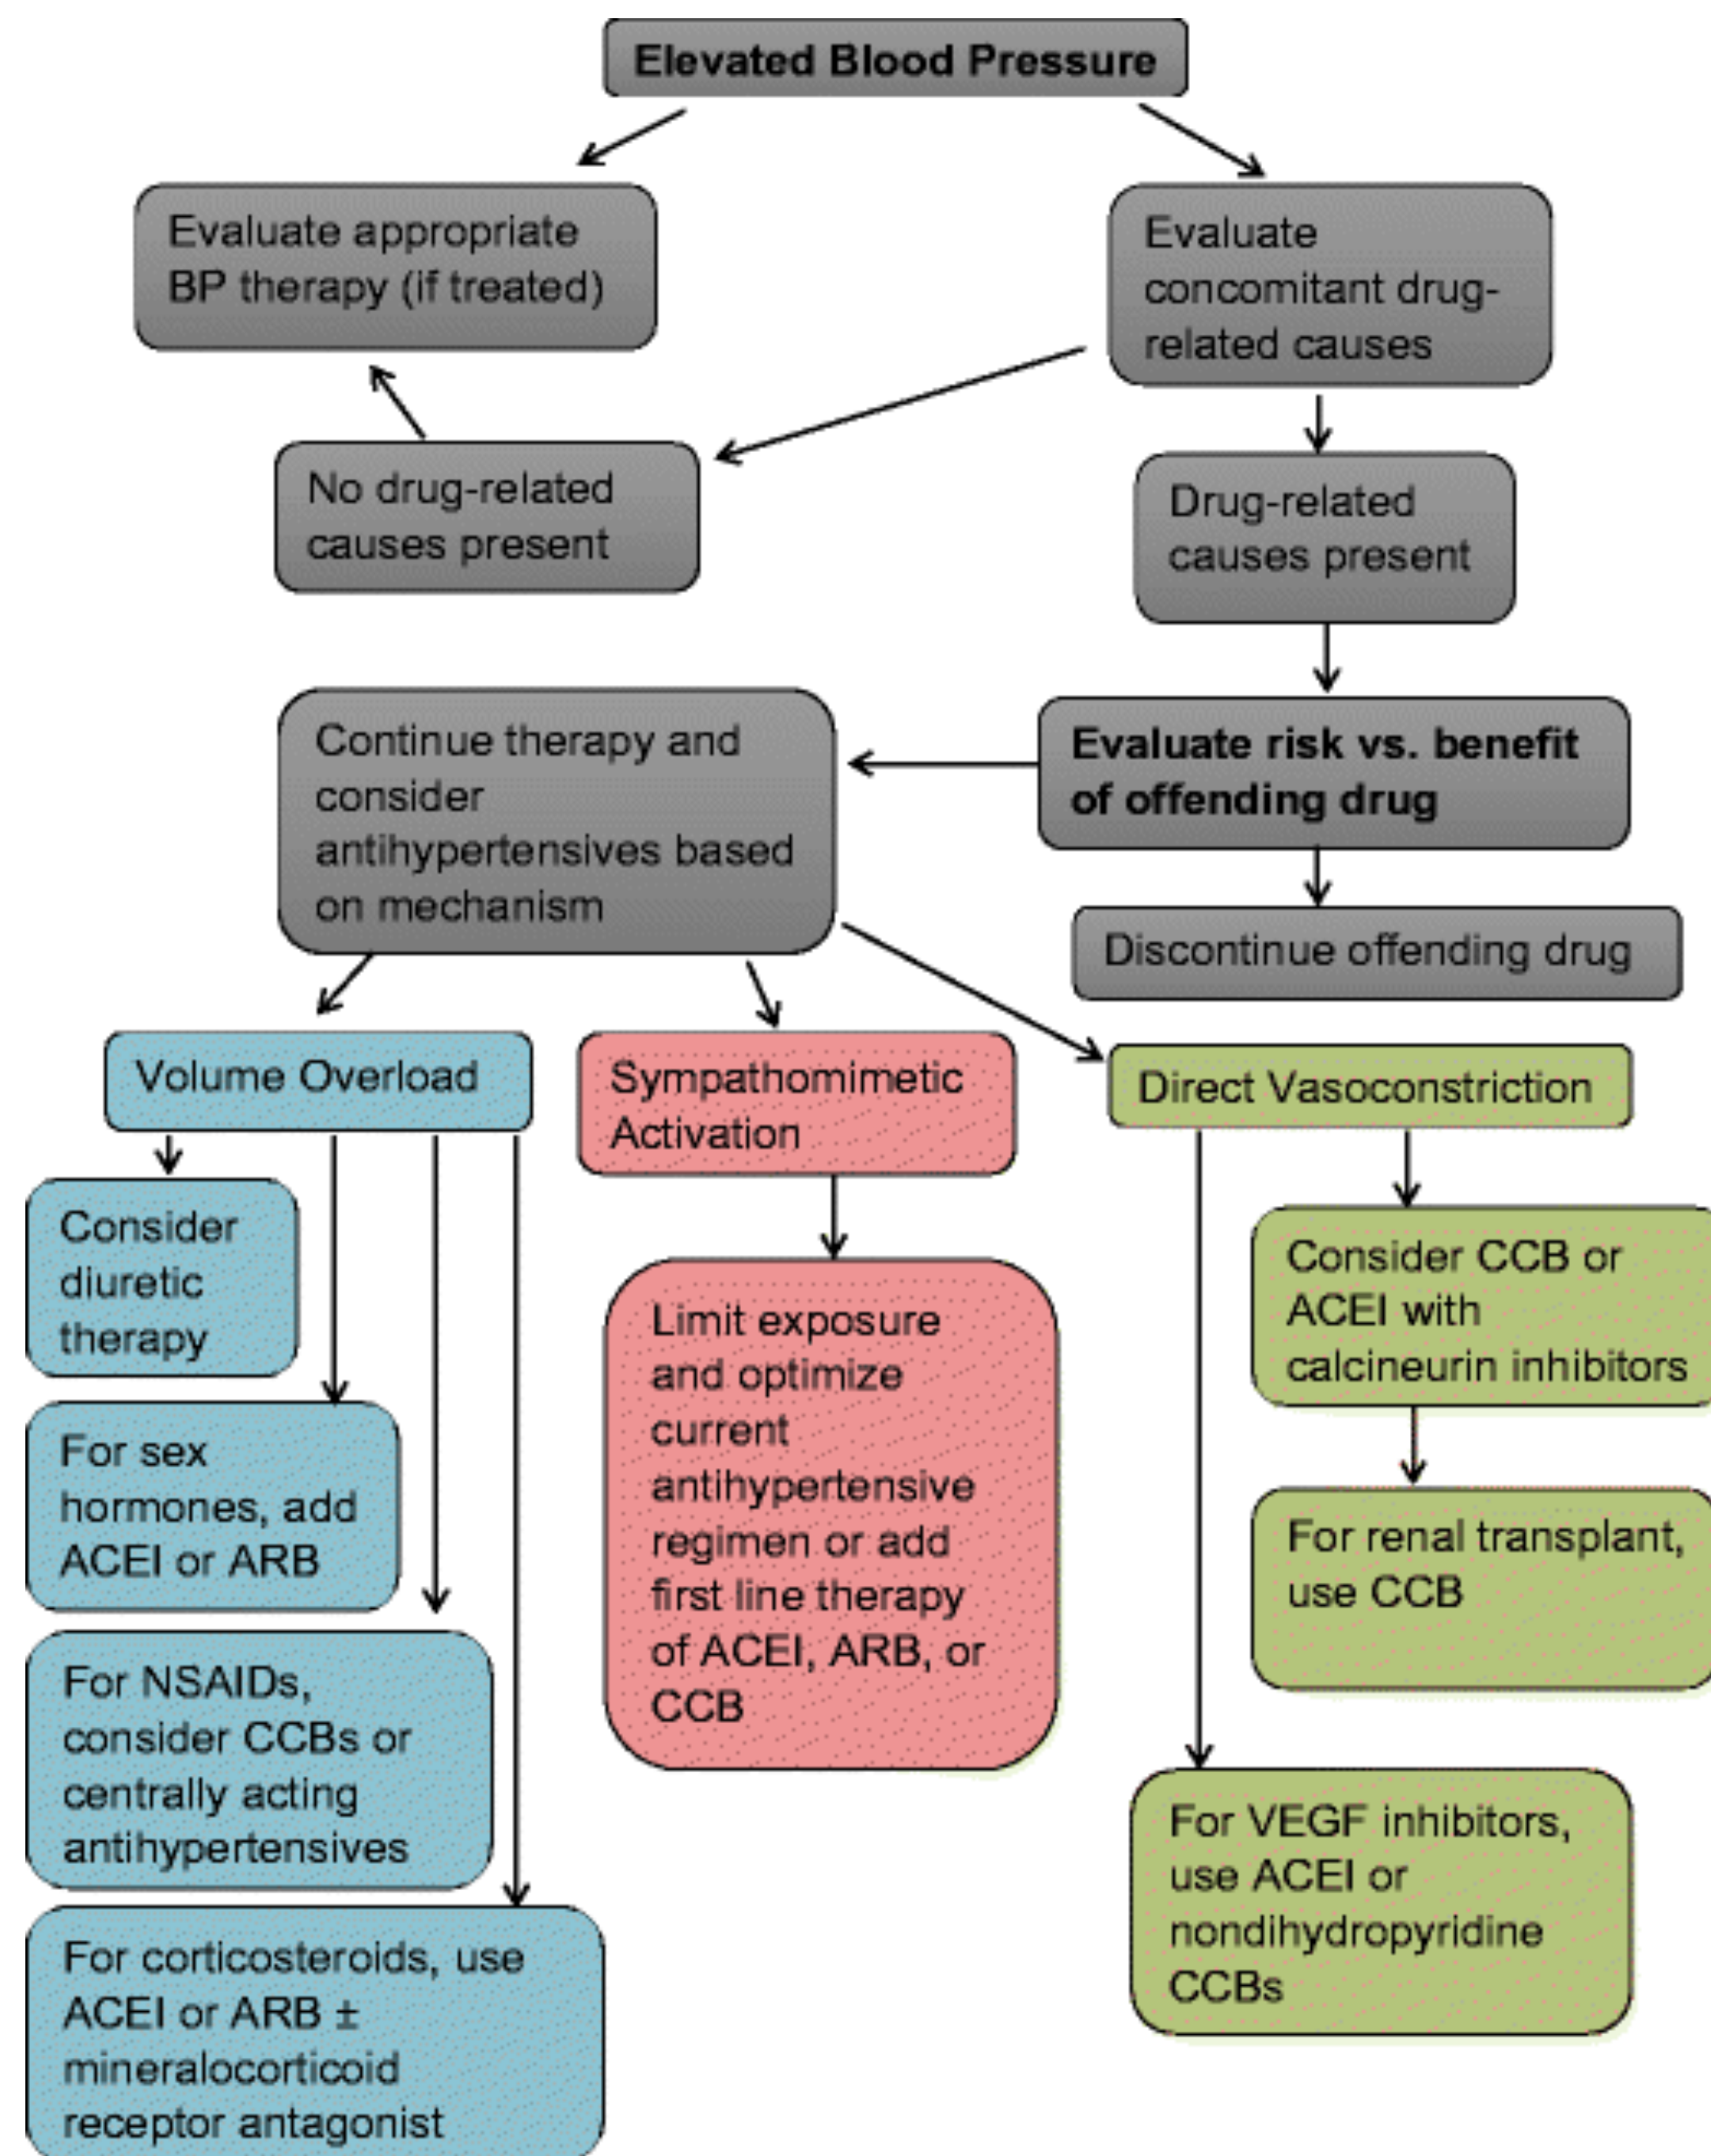 Elevated Blood Pressure
Evaluate appropriate
BP therapy (if treated)
Evaluate
concomitant drug-
related causes
No drug-related
causes present
Drug-related
causes present
Continue therapy and
consider
antihypertensives based
on mechanism
Evaluate risk vs. benefit
of offending drug
Discontinue offending drug
Volume Overload
Consider
diuretic
therapy
For sex
hormones, add
ACEI or ARB
For NSAIDs,
consider CCBs or
centrally acting
antihypertensives
For corticosteroids, use
ACEI or ARB ±
mineralocorticoid
receptor antagonist
Sympathomimetic
Activation
Limit exposure
and optimize
current
antihypertensive
regimen or add
first line therapy
of ACEI, ARB, or
CCB
Direct Vasoconstriction
Consider CCB or
ACEI with
calcineurin inhibitors
For renal transplant,
use CCB
For VEGF inhibitors,
use ACEI or
nondihydropyridine
CCBs